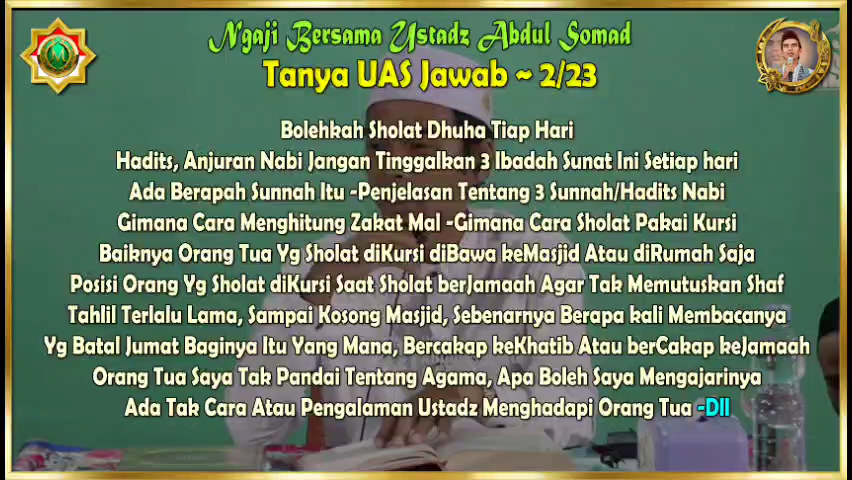 Ngaji Bersama Ustadz Abdul Somad
Tanya UAS Jawab ~ 2/23
Bolehkah Sholat Dhuha Tiap Hari
Hadits, Anjuran Nabi Jangan Tinggalkan 3 Ibadah Sunat Ini Setiap hari
Ada Berapah Sunnah Itu -Penjelasan Tentang 3 Sunnah/Hadits Nabi
Gimana Cara Menghitung Zakat Mal -Gimana Cara Sholat Pakai Kursi
Baiknya Orang Tua Yg Sholat diKursi diBawa keMasjid Atau diRumah Saja
Posisi Orang Yg Sholat diKursi Saat Sholat berJamaah Agar Tak Memutuskan Shaf
Tahlil Terlalu Lama, Sampai Kosong Masjid, Sebenarnya Berapa kali Membacanya
Yg Batal Jumat Baginya Itu Yang Mana, Bercakap keKhatib Atau berCakap keJamaah
Orang Tua Saya Tak Pandai Tentang Agama, Apa Boleh Saya Mengajarinya
Ada Tak Cara Atau Pengalaman Ustadz Menghadapi Orang Tua -Dll